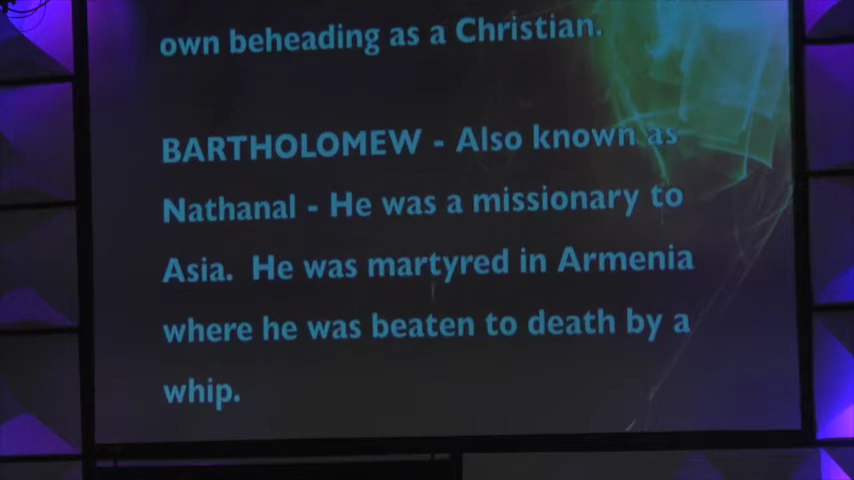 own beheading as a Christian.
BARTHOLOMEW - Also known as
Nathanal - He was a missionary to
Asia.  He was martyred in Armenia
where he was beaten to death by a
whip.